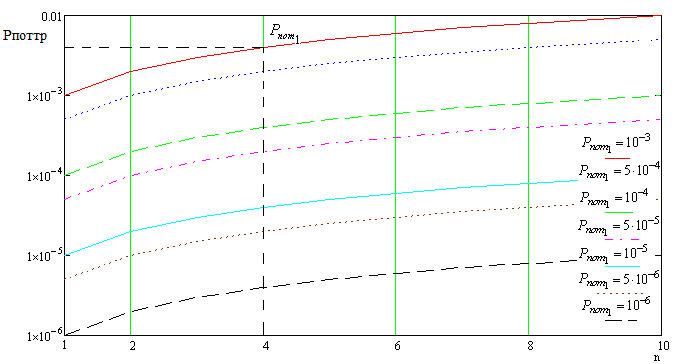 0.01
Рпоттр
P_пот₁
1×10⁻³
1×10⁻⁴
1×10⁻⁵
1×10⁻⁶
P_пот₁ = 10⁻³
P_пот₁ = 5·10⁻⁴
P_пот₁ = 10⁻⁴
P_пот₁ = 5·10⁻⁵
P_пот₁ = 10⁻⁵
P_пот₁ = 5·10⁻⁶
P_пот₁ = 10⁻⁶
1 2 4 6 8 10
n